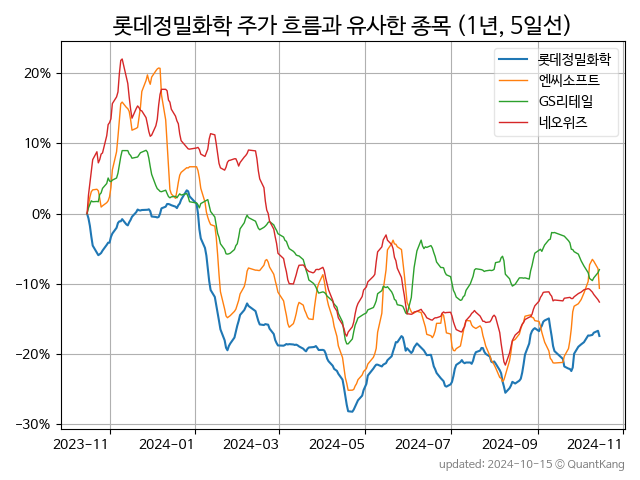 롯데정밀화학 주가 흐름과 유사한 종목 (1년, 5일선)
롯데정밀화학
엔씨소프트
GS리테일
네오위즈
20%
10%
0%
−10%
−20%
−30%
2023−11
2024−01
2024−03
2024−05
2024−07
2024−09
2024−11
updated: 2024-10-15 © QuantKang